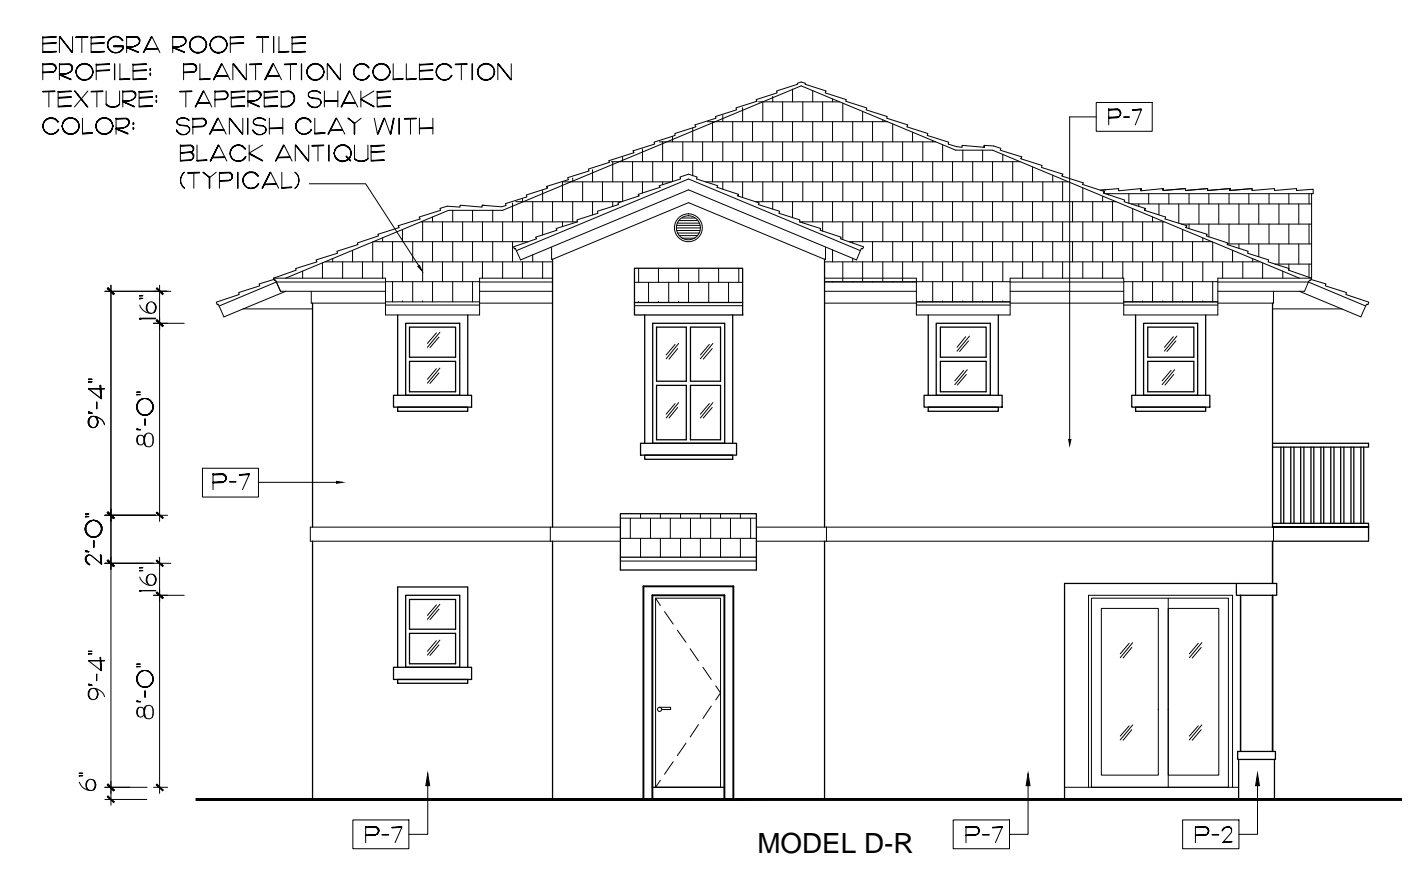 ENTEGRA ROOF TILE
PROFILE: PLANTATION COLLECTION
TEXTURE: TAPERED SHAKE
COLOR: SPANISH CLAY WITH
BLACK ANTIQUE
(TYPICAL)
P-7
16"
9'-4"
8'-0"
P-7
2'-0"
16"
9'-4"
8'-0"
6"
P-7
MODEL D-R
P-7
P-2